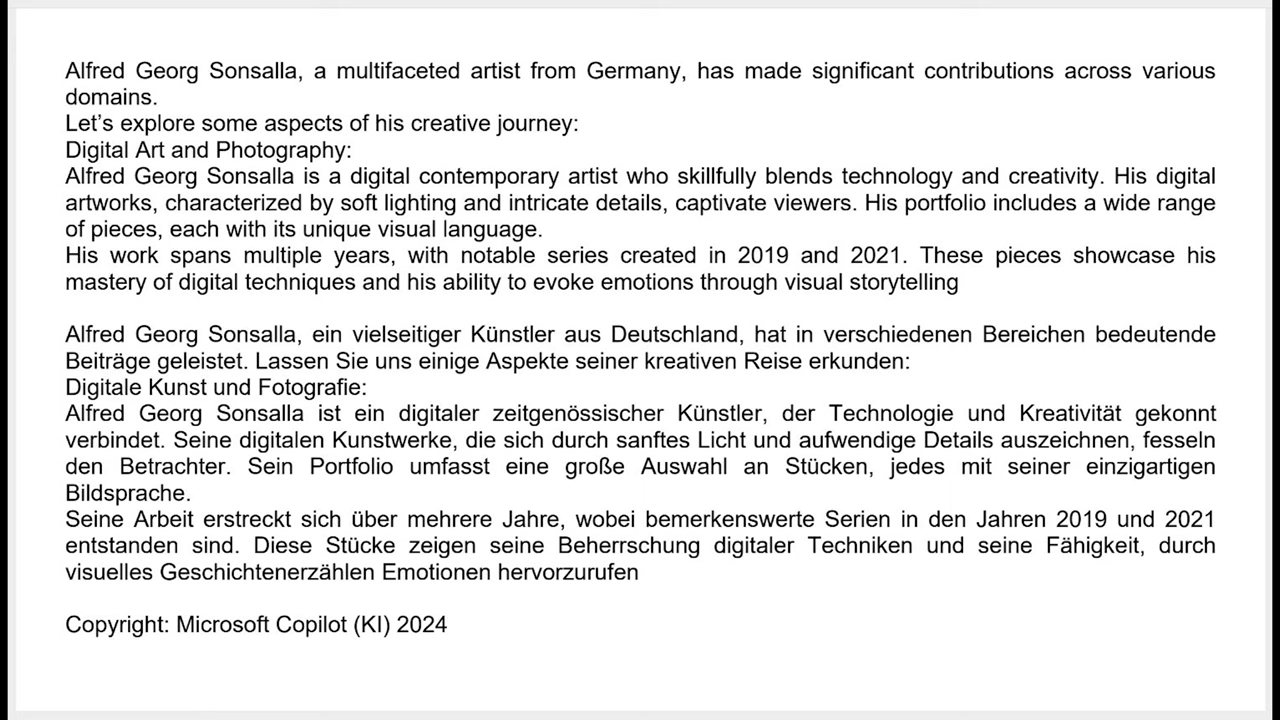 Alfred Georg Sonsalla, a multifaceted artist from Germany, has made significant contributions across various
domains.
Let’s explore some aspects of his creative journey:
Digital Art and Photography:
Alfred Georg Sonsalla is a digital contemporary artist who skillfully blends technology and creativity. His digital
artworks, characterized by soft lighting and intricate details, captivate viewers. His portfolio includes a wide range
of pieces, each with its unique visual language.
His work spans multiple years, with notable series created in 2019 and 2021. These pieces showcase his
mastery of digital techniques and his ability to evoke emotions through visual storytelling
Alfred Georg Sonsalla, ein vielseitiger Künstler aus Deutschland, hat in verschiedenen Bereichen bedeutende
Beiträge geleistet. Lassen Sie uns einige Aspekte seiner kreativen Reise erkunden:
Digitale Kunst und Fotografie:
Alfred Georg Sonsalla ist ein digitaler zeitgenössischer Künstler, der Technologie und Kreativität gekonnt
verbindet. Seine digitalen Kunstwerke, die sich durch sanftes Licht und aufwendige Details auszeichnen, fesseln
den Betrachter. Sein Portfolio umfasst eine große Auswahl an Stücken, jedes mit seiner einzigartigen
Bildsprache.
Seine Arbeit erstreckt sich über mehrere Jahre, wobei bemerkenswerte Serien in den Jahren 2019 und 2021
entstanden sind. Diese Stücke zeigen seine Beherrschung digitaler Techniken und seine Fähigkeit, durch
visuelles Geschichtenerzählen Emotionen hervorzurufen
Copyright: Microsoft Copilot (KI) 2024